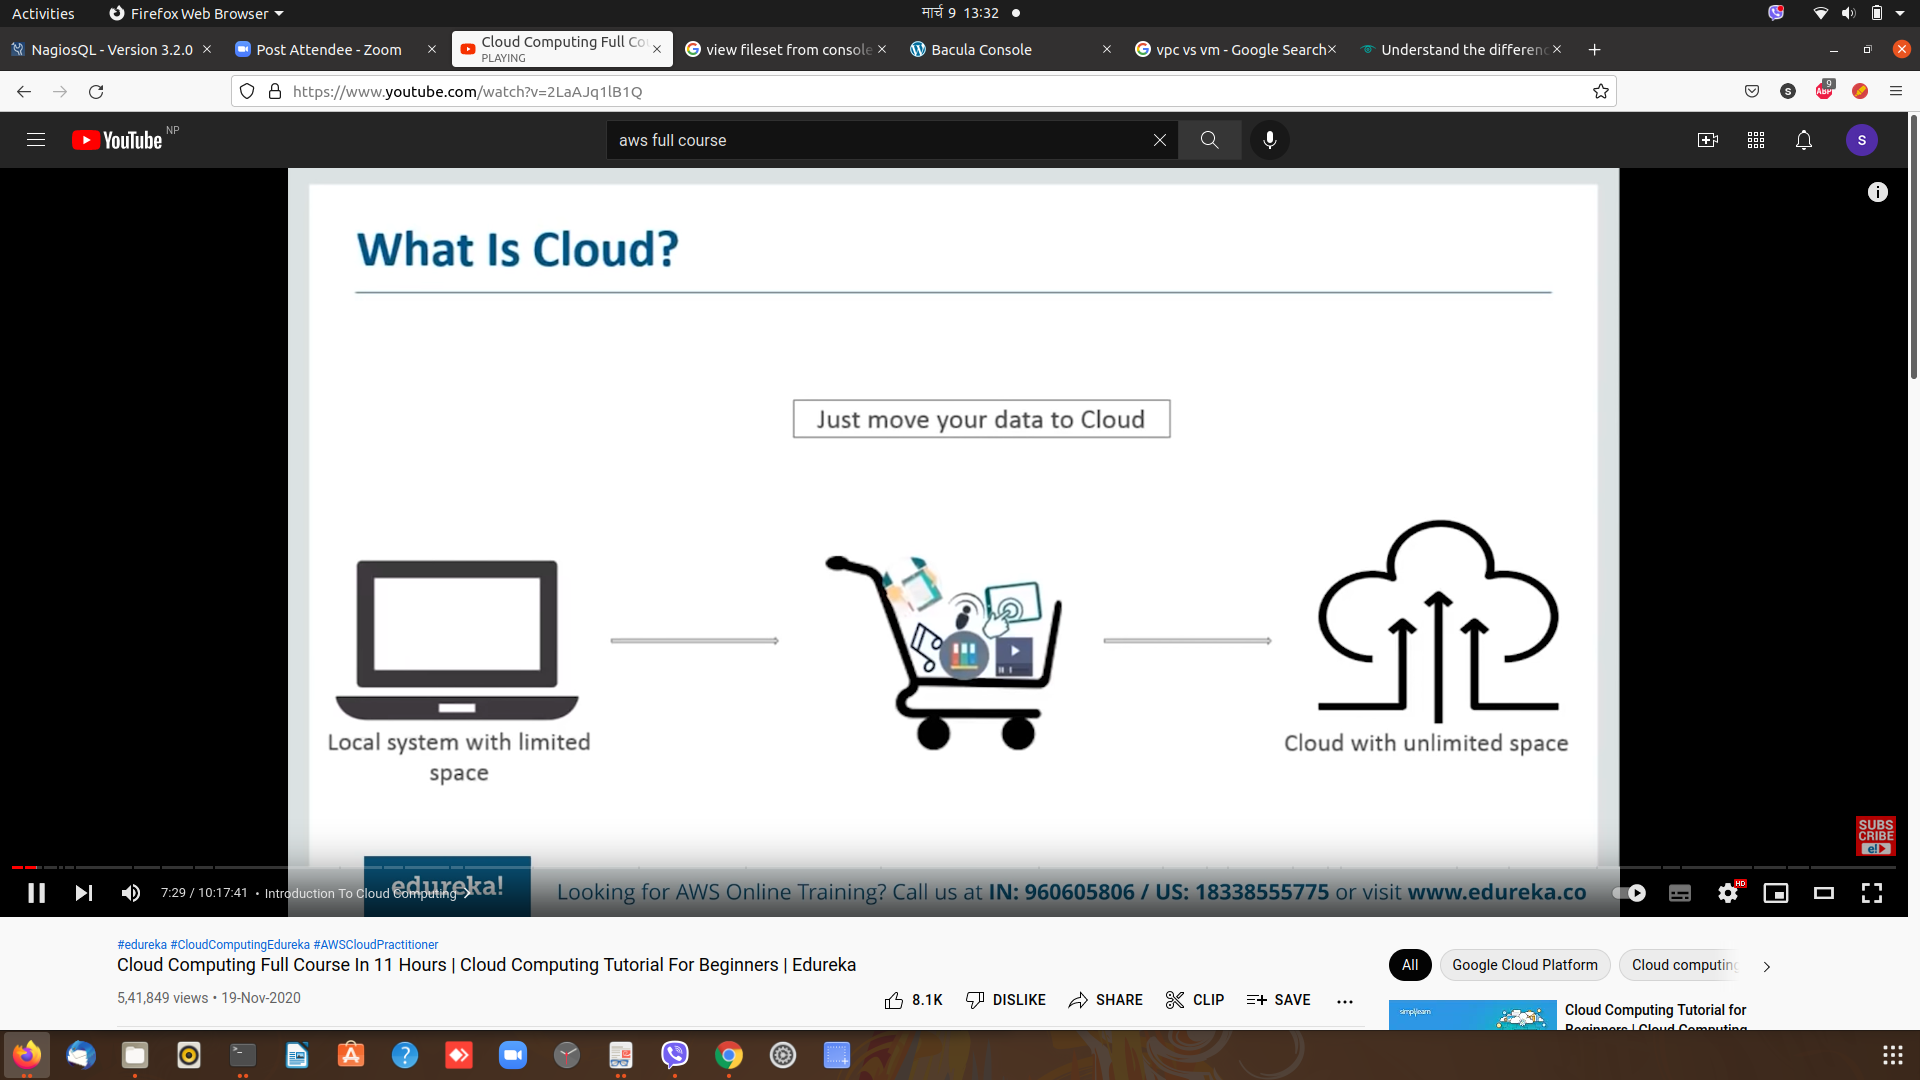 Activities
Firefox Web Browser
मार्च 9 13:32
NagiosQL - Version 3.2.0
Post Attendee - Zoom
Cloud Computing Full Co
PLAYING
view fileset from console
Bacula Console
vpc vs vm - Google Search
Understand the differenc
https://www.youtube.com/watch?v=2LaAJq1lB1Q
S
ABP
9
YouTube NP
aws full course
S
What Is Cloud?
Just move your data to Cloud
Local system with limited
space
Cloud with unlimited space
SUBS
CRIBE
e!
edureka!
Looking for AWS Online Training? Call us at IN: 960605806 / US: 18338555775 or visit www.edureka.co
7:29 / 10:17:41 • Introduction To Cloud Computing
HD
#edureka #CloudComputingEdureka #AWSCloudPractitioner
Cloud Computing Full Course In 11 Hours | Cloud Computing Tutorial For Beginners | Edureka
5,41,849 views • 19-Nov-2020
8.1K
DISLIKE
SHARE
CLIP
SAVE
All
Google Cloud Platform
Cloud computing
simplilearn
Cloud Computing Tutorial for
Beginners | Cloud Computing